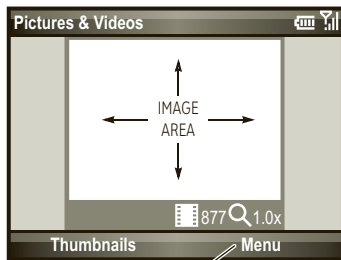 Pictures & Videos
IMAGE
AREA
877 1.0x
Thumbnails Menu